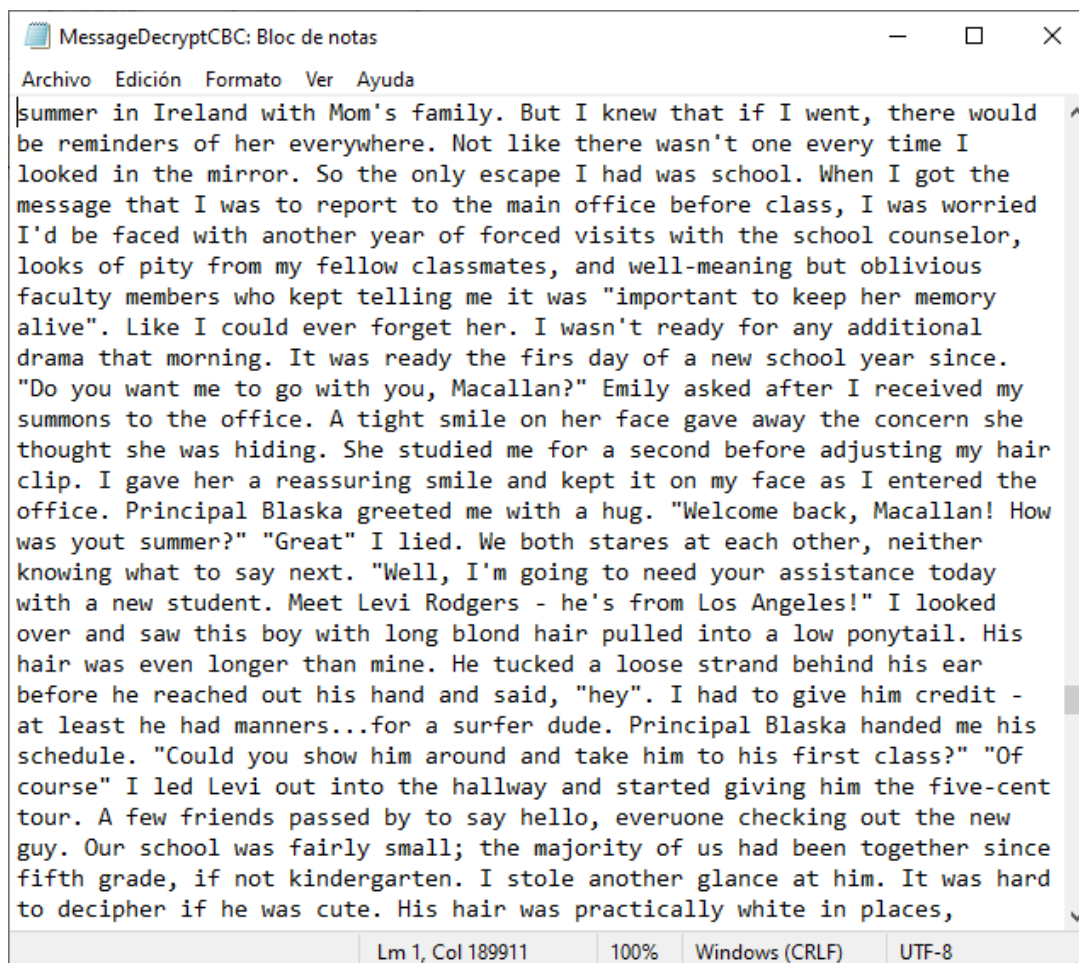 MessageDecryptCBC: Bloc de notas
Archivo Edición Formato Ver Ayuda
summer in Ireland with Mom's family. But I knew that if I went, there would
be reminders of her everywhere. Not like there wasn't one every time I
looked in the mirror. So the only escape I had was school. When I got the
message that I was to report to the main office before class, I was worried
I'd be faced with another year of forced visits with the school counselor,
looks of pity from my fellow classmates, and well-meaning but oblivious
faculty members who kept telling me it was "important to keep her memory
alive". Like I could ever forget her. I wasn't ready for any additional
drama that morning. It was ready the firs day of a new school year since.
"Do you want me to go with you, Macallan?" Emily asked after I received my
summons to the office. A tight smile on her face gave away the concern she
thought she was hiding. She studied me for a second before adjusting my hair
clip. I gave her a reassuring smile and kept it on my face as I entered the
office. Principal Blaska greeted me with a hug. "Welcome back, Macallan! How
was yout summer?" "Great" I lied. We both stares at each other, neither
knowing what to say next. "Well, I'm going to need your assistance today
with a new student. Meet Levi Rodgers - he's from Los Angeles!" I looked
over and saw this boy with long blond hair pulled into a low ponytail. His
hair was even longer than mine. He tucked a loose strand behind his ear
before he reached out his hand and said, "hey". I had to give him credit -
at least he had manners...for a surfer dude. Principal Blaska handed me his
schedule. "Could you show him around and take him to his first class?" "Of
course" I led Levi out into the hallway and started giving him the five-cent
tour. A few friends passed by to say hello, everuone checking out the new
guy. Our school was fairly small; the majority of us had been together since
fifth grade, if not kindergarten. I stole another glance at him. It was hard
to decipher if he was cute. His hair was practically white in places,
Lm 1, Col 189911 100% Windows (CRLF) UTF-8